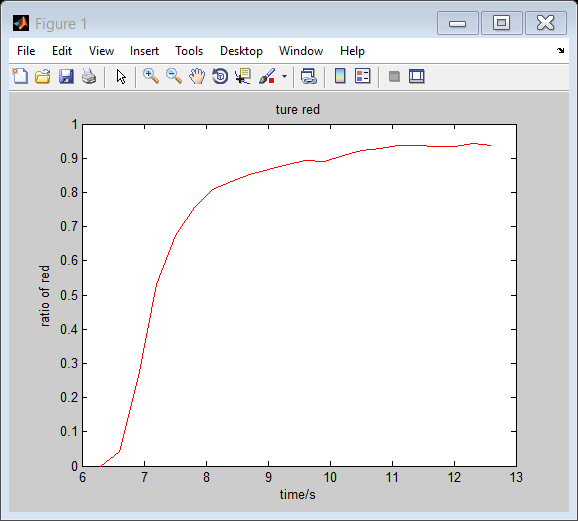 Figure 1
File Edit View Insert Tools Desktop Window Help
ture red
1
0.9
0.8
0.7
0.6
0.5
0.4
0.3
0.2
0.1
0
ratio of red
6 7 8 9 10 11 12 13
time/s